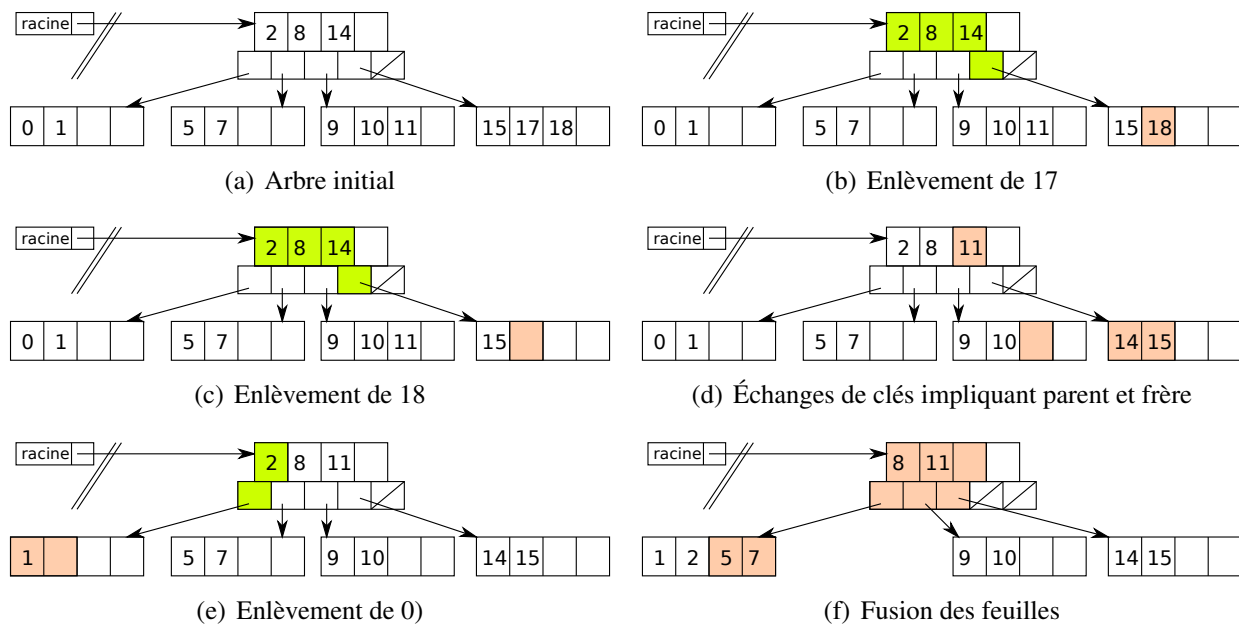 racine 2 8 14
0 1 5 7 9 10 11 15 17 18
(a) Arbre initial
racine 2 8 14
0 1 5 7 9 10 11 15 18
(b) Enlèvement de 17
racine 2 8 14
0 1 5 7 9 10 11 15
(c) Enlèvement de 18
racine 2 8 11
0 1 5 7 9 10 14 15
(d) Échanges de clés impliquant parent et frère
racine 2 8 11
1 5 7 9 10 14 15
(e) Enlèvement de 0)
racine 8 11
1 2 5 7 9 10 14 15
(f) Fusion des feuilles